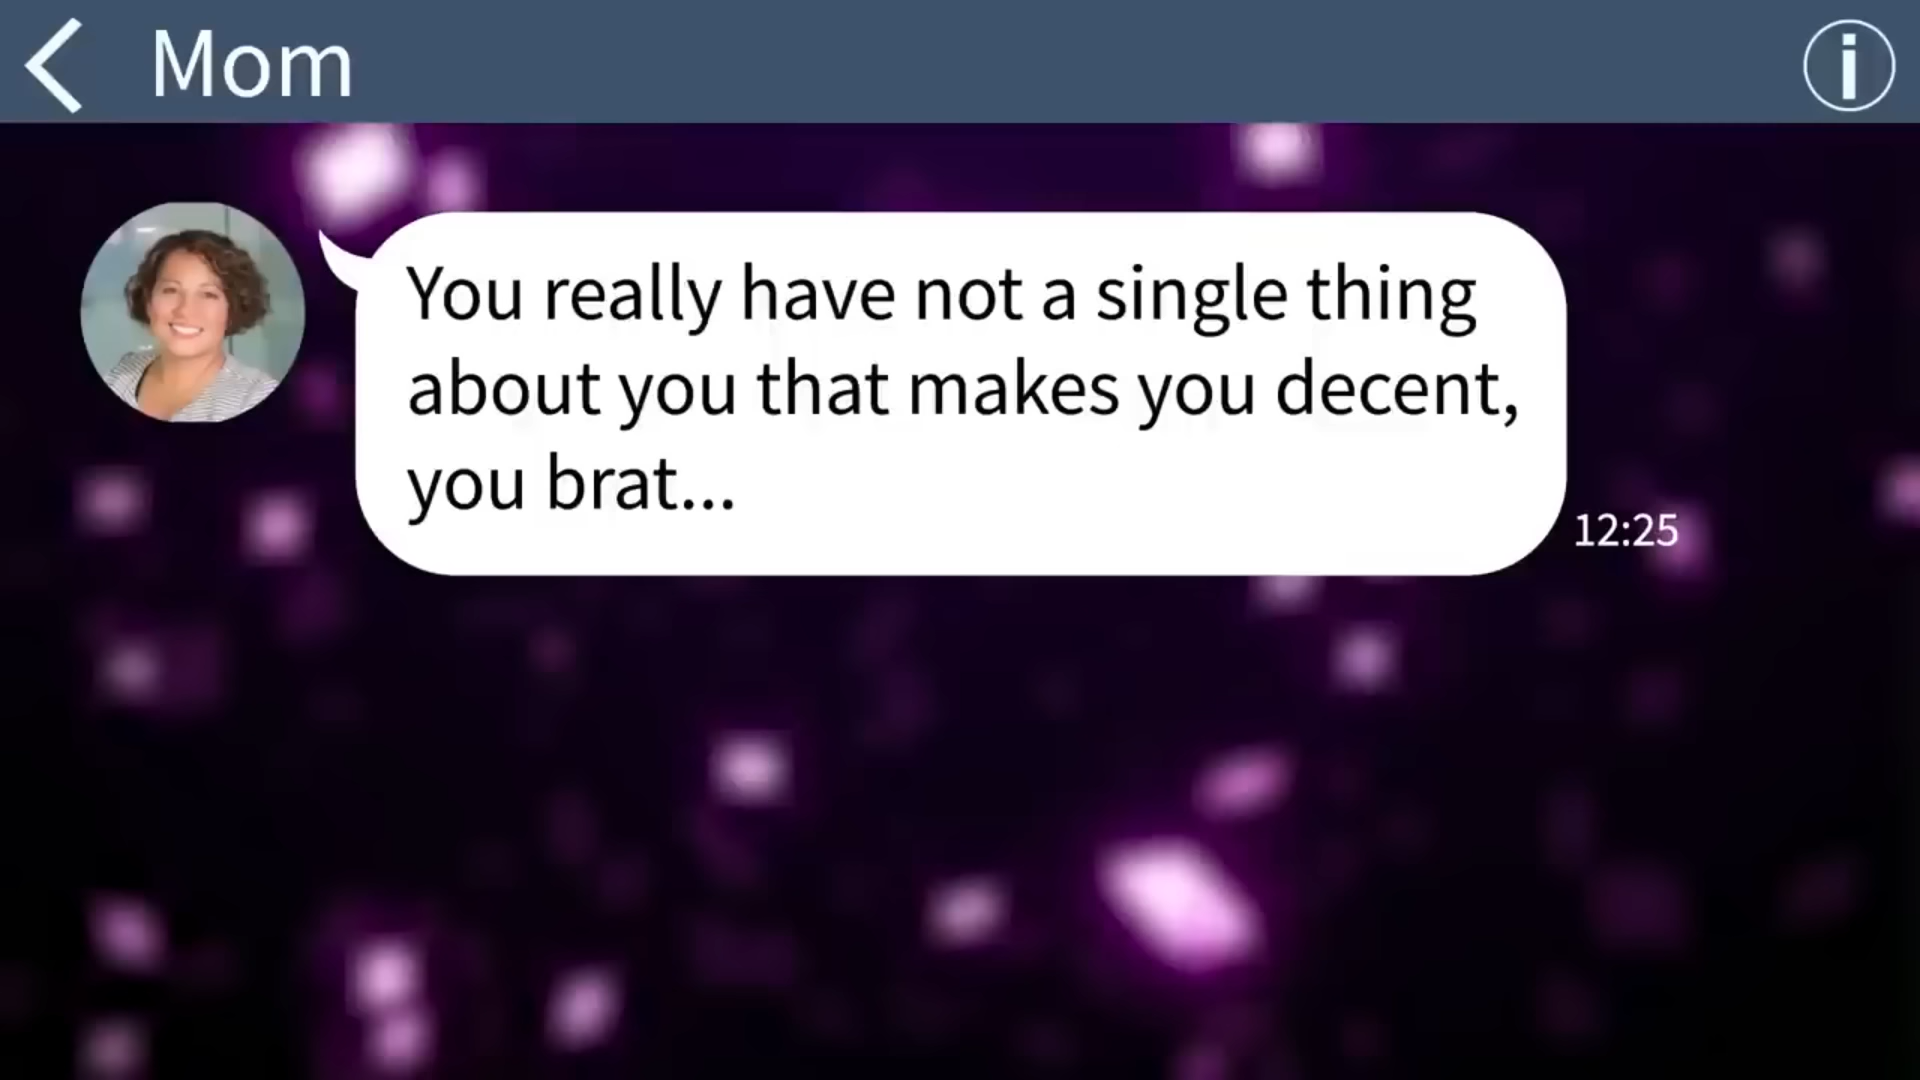 Mom
You really have not a single thing
about you that makes you decent,
you brat...
12:25